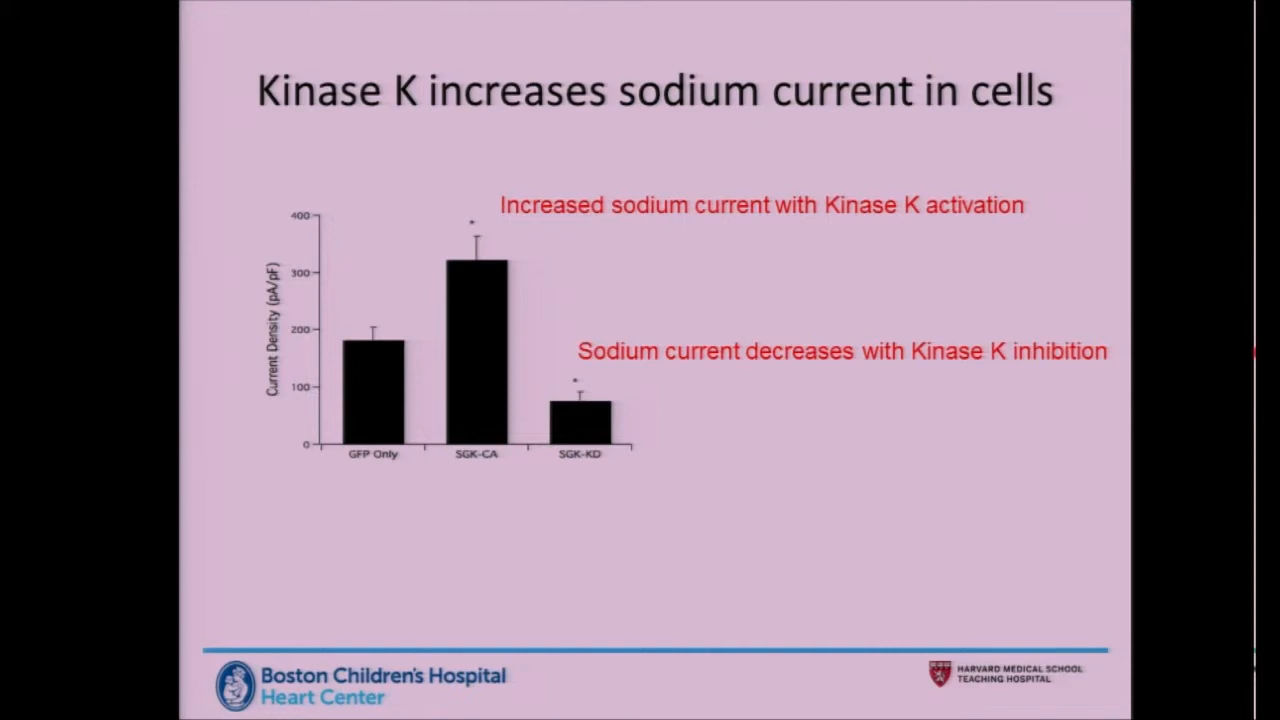 Kinase K increases sodium current in cells
Increased sodium current with Kinase K activation
*
400
300
200
100
0
Current Density (pA/pF)
Sodium current decreases with Kinase K inhibition
*
GFP Only
SGK-CA
SGK-KD
Boston Children's Hospital
Heart Center
HARVARD MEDICAL SCHOOL
TEACHING HOSPITAL